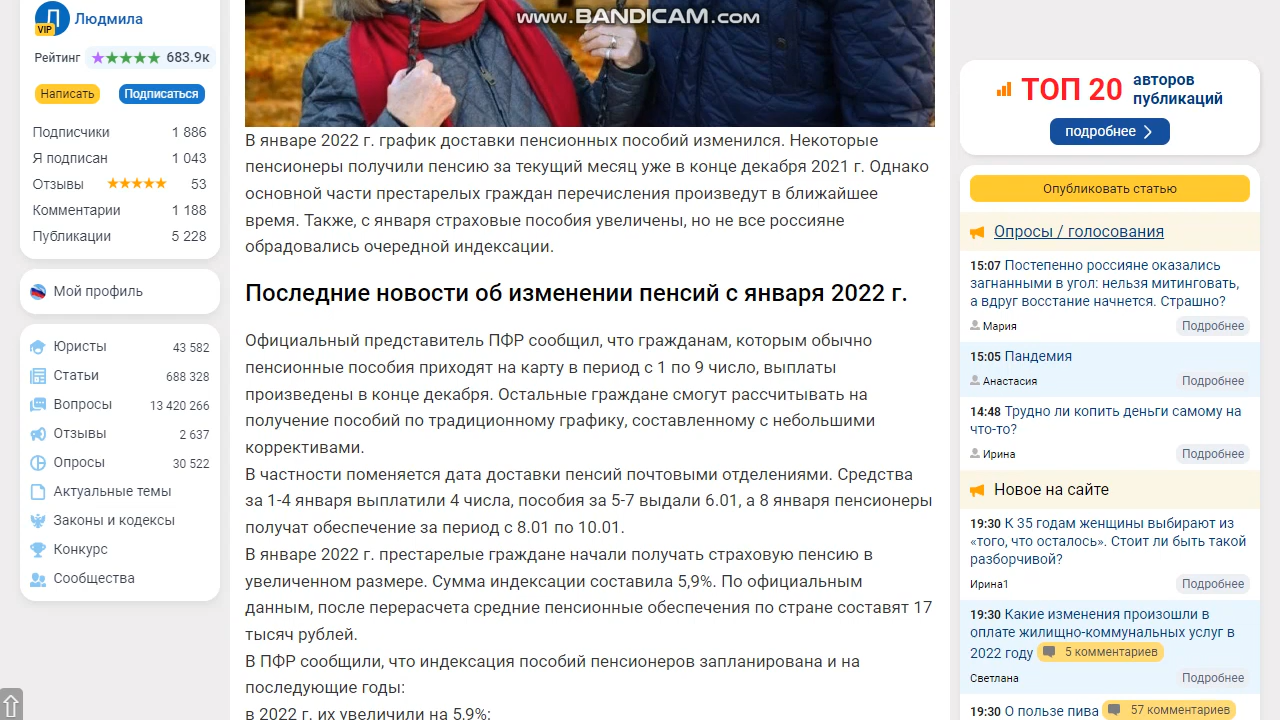 www.BANDICAM.com
Л
VIP
Людмила
Рейтинг 683.9к
Написать Подписаться
Подписчики 1 886
Я подписан 1 043
Отзывы 53
Комментарии 1 188
Публикации 5 228
Мой профиль
Юристы 43 582
Статьи 688 328
Вопросы 13 420 266
Отзывы 2 637
Опросы 30 522
Актуальные темы
Законы и кодексы
Конкурс
Сообщества
В январе 2022 г. график доставки пенсионных пособий изменился. Некоторые
пенсионеры получили пенсию за текущий месяц уже в конце декабря 2021 г. Однако
основной части престарелых граждан перечисления произведут в ближайшее
время. Также, с января страховые пособия увеличены, но не все россияне
обрадовались очередной индексации.
Последние новости об изменении пенсий с января 2022 г.
Официальный представитель ПФР сообщил, что гражданам, которым обычно
пенсионные пособия приходят на карту в период с 1 по 9 число, выплаты
произведены в конце декабря. Остальные граждане смогут рассчитывать на
получение пособий по традиционному графику, составленному с небольшими
коррективами.
В частности поменяется дата доставки пенсий почтовыми отделениями. Средства
за 1-4 января выплатили 4 числа, пособия за 5-7 выдали 6.01, а 8 января пенсионеры
получат обеспечение за период с 8.01 по 10.01.
В январе 2022 г. престарелые граждане начали получать страховую пенсию в
увеличенном размере. Сумма индексации составила 5,9%. По официальным
данным, после перерасчета средние пенсионные обеспечения по стране составят 17
тысяч рублей.
В ПФР сообщили, что индексация пособий пенсионеров запланирована и на
последующие годы:
в 2022 г. их увеличили на 5,9%;
ТОП 20 авторов
публикаций
подробнее
Опубликовать статью
Опросы / голосования
15:07 Постепенно россияне оказались
загнанными в угол: нельзя митинговать,
а вдруг восстание начнется. Страшно?
Мария Подробнее
15:05 Пандемия
Анастасия Подробнее
14:48 Трудно ли копить деньги самому на
что-то?
Ирина Подробнее
Новое на сайте
19:30 К 35 годам женщины выбирают из
«того, что осталось». Стоит ли быть такой
разборчивой?
Ирина1 Подробнее
19:30 Какие изменения произошли в
оплате жилищно-коммунальных услуг в
2022 году 5 комментариев
Светлана Подробнее
19:30 О пользе пива 57 комментариев